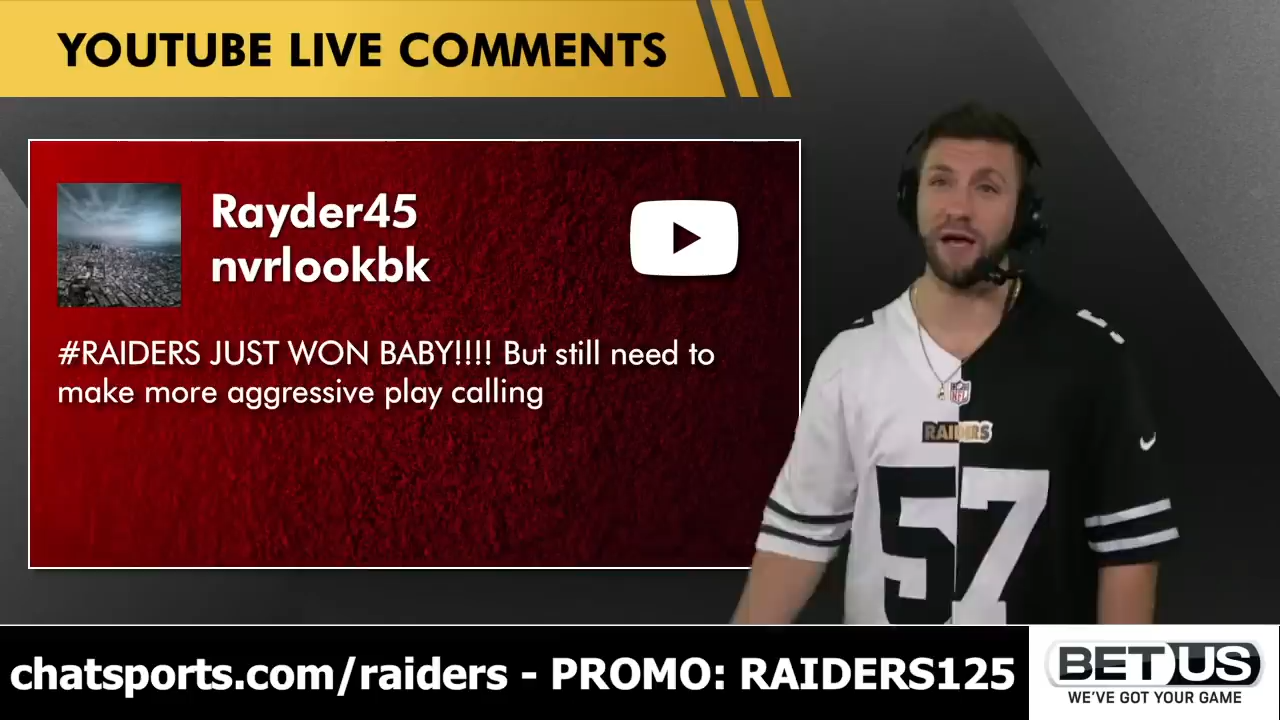 YOUTUBE LIVE COMMENTS
Rayder45
nvrlookbk
#RAIDERS JUST WON BABY!!!! But still need to
make more aggressive play calling
NFL
RAIDERS
57
chatsports.com/raiders - PROMO: RAIDERS125
BETUS
WE'VE GOT YOUR GAME